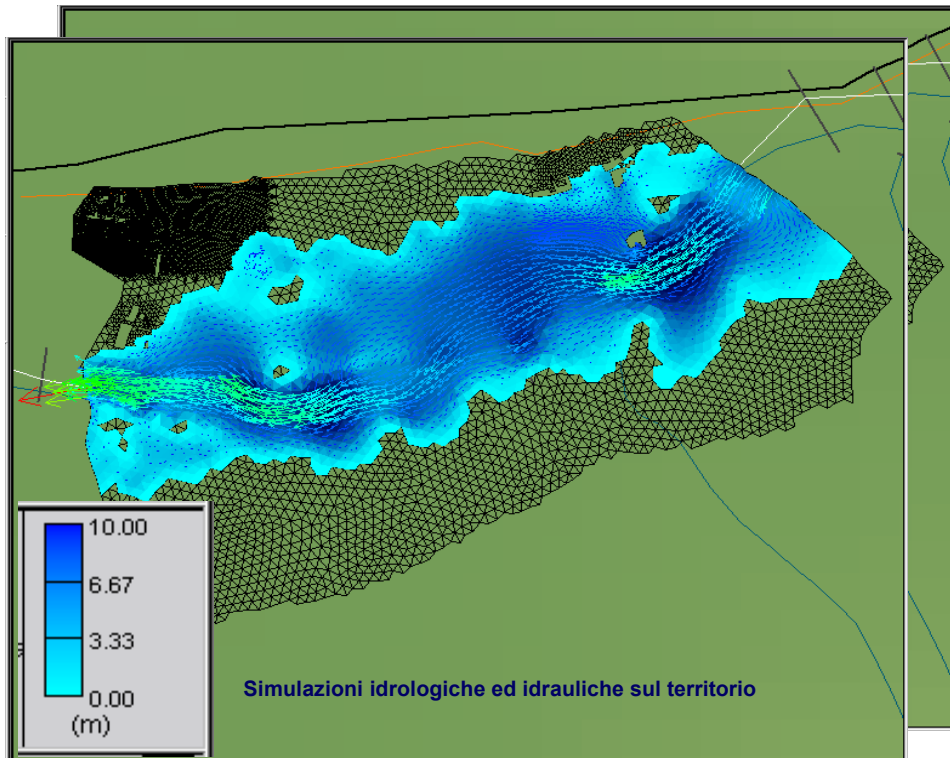 10.00
6.67
3.33
0.00
(m)
Simulazioni idrologiche ed idrauliche sul territorio